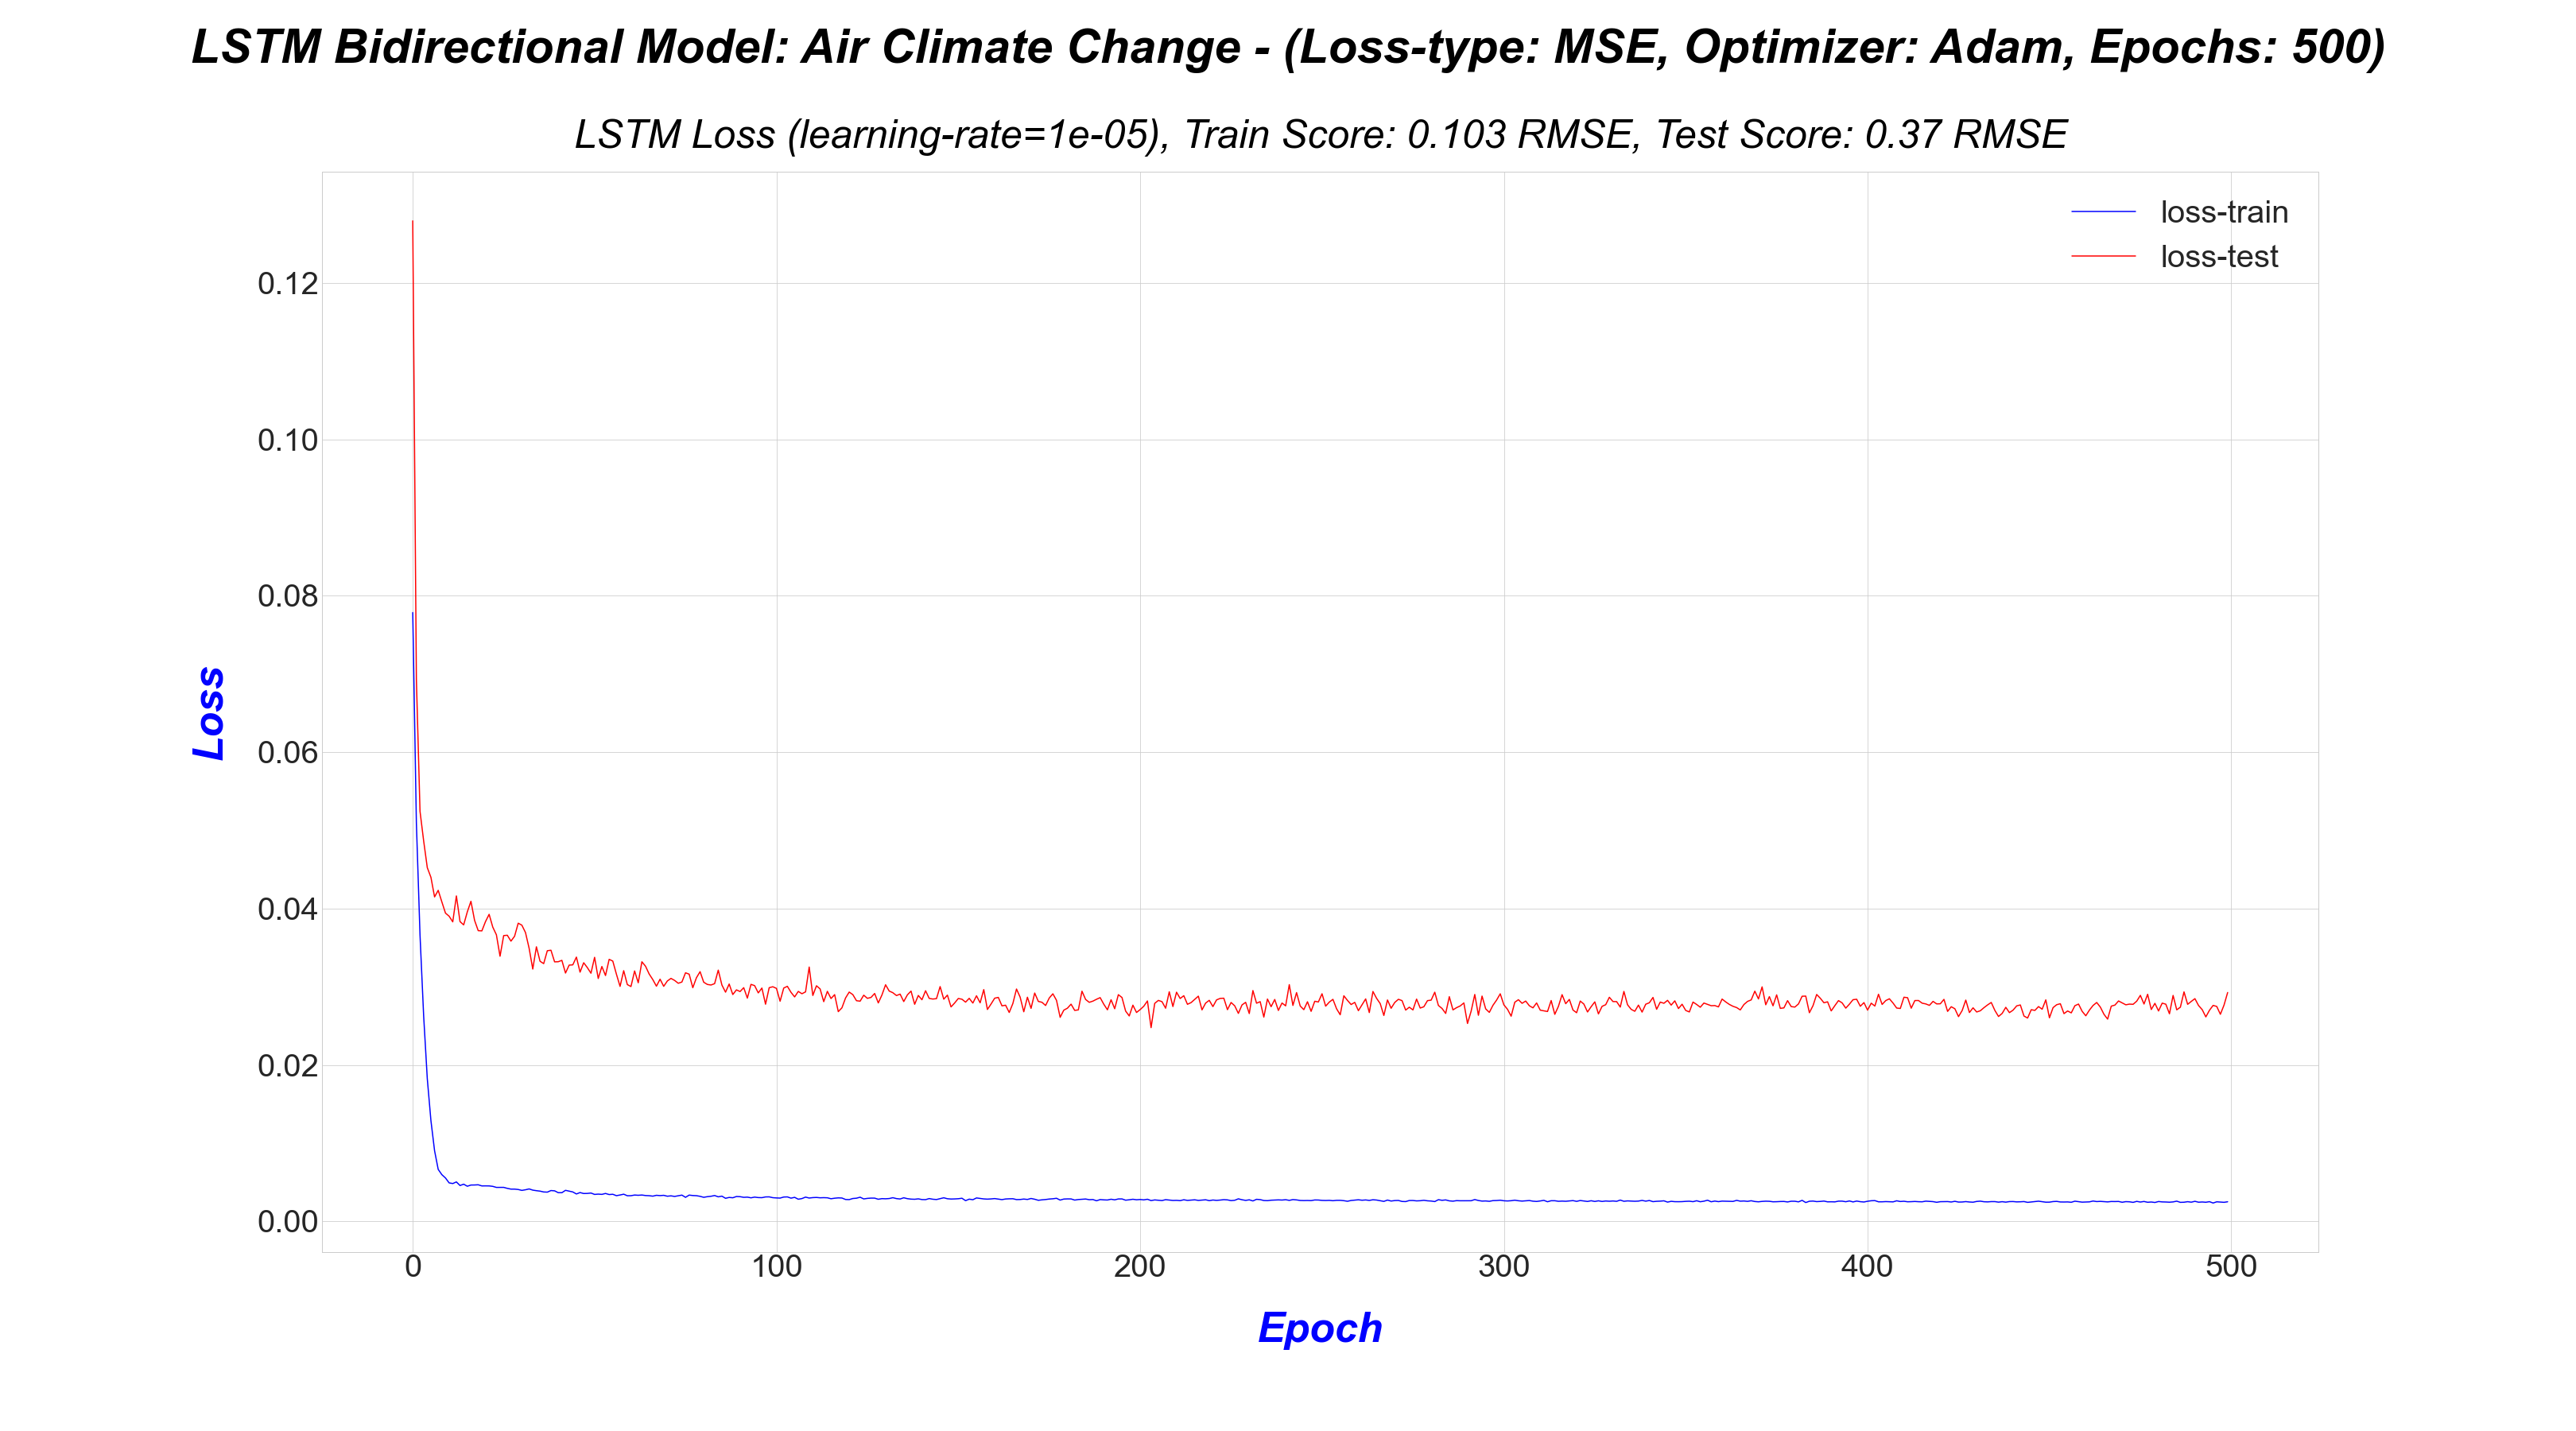 LSTM Bidirectional Model: Air Climate Change - (Loss-type: MSE, Optimizer: Adam, Epochs: 500)
LSTM Loss (learning-rate=1e-05), Train Score: 0.103 RMSE, Test Score: 0.37 RMSE
loss-train
loss-test
0.12
0.10
0.08
0.06
0.04
0.02
0.00
Loss
0 100 200 300 400 500
Epoch